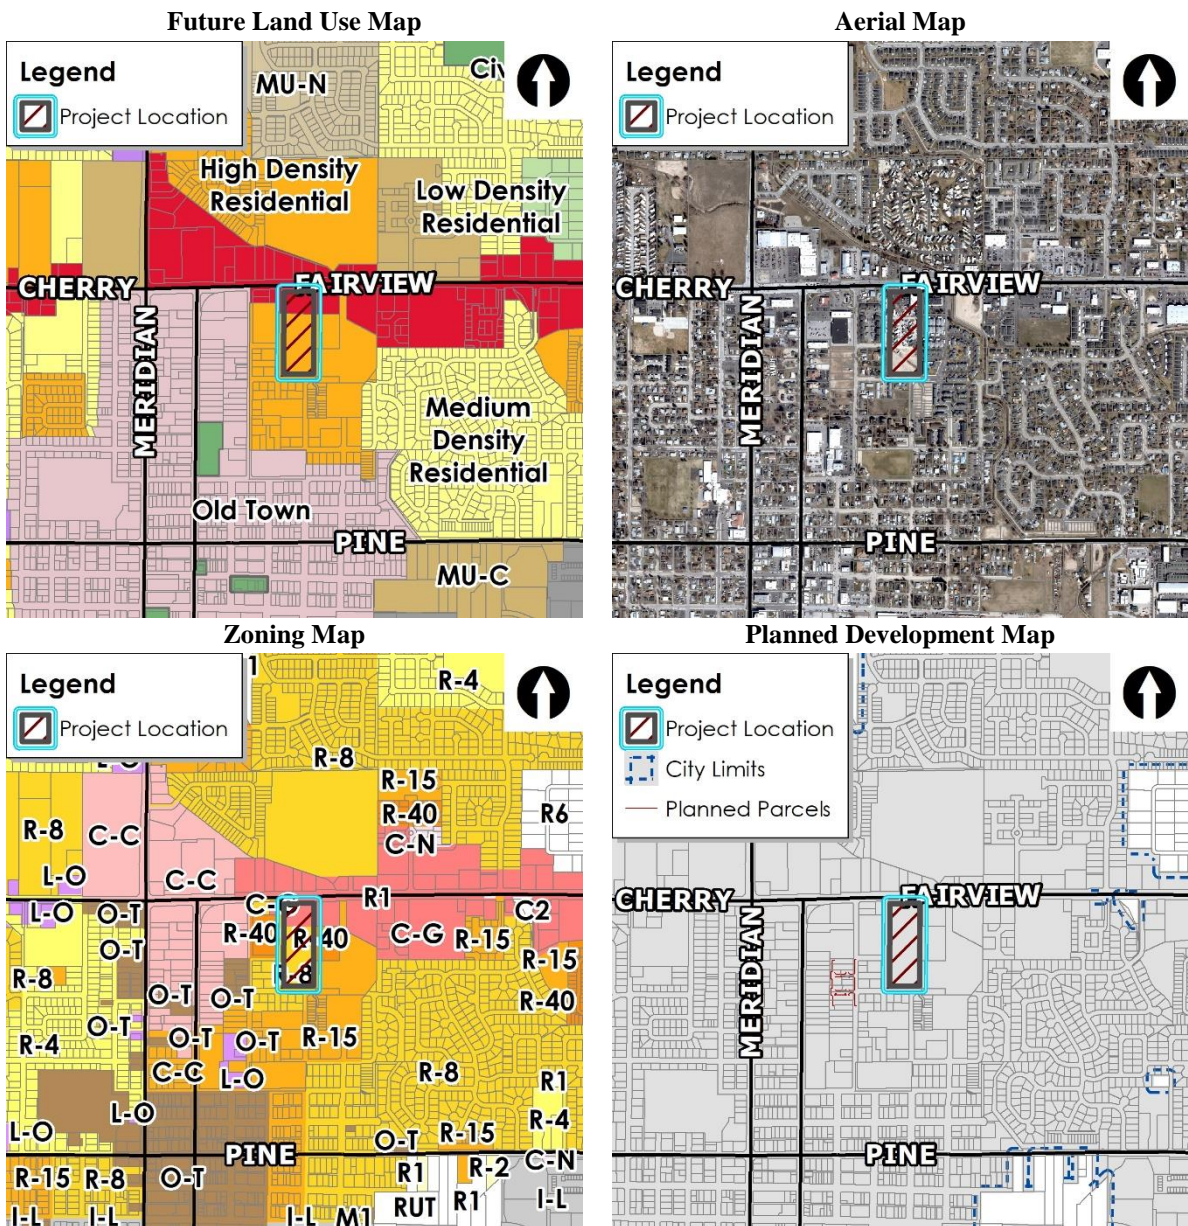 Future Land Use Map
Aerial Map
Legend
Project Location
MU-N
High Density
Residential
Low Density
Residential
CHERRY
FAIRVIEW
MERIDIAN
Medium
Density
Residential
Old Town
PINE
MU-C
Legend
Project Location
CHERRY
FAIRVIEW
MERIDIAN
PINE
Zoning Map
Planned Development Map
Legend
Project Location
R-4
R-8
R-15
R-40
R6
R-8
C-C
C-N
L-O
C-C
R1
L-O
O-T
C2
R-40
C-G
R-15
O-T
R-15
R-8
R-8
O-T
O-T
R-40
O-T
R-4
O-T
O-T
R-15
C-C
L-O
R-8
R1
L-O
R-4
L-O
O-T
R-15
PINE
C-N
R-15
R-8
O-T
R1
R-2
I-L
RUT
R1
I-L
I-L
I-L
M1
Legend
Project Location
City Limits
Planned Parcels
CHERRY
FAIRVIEW
MERIDIAN
PINE